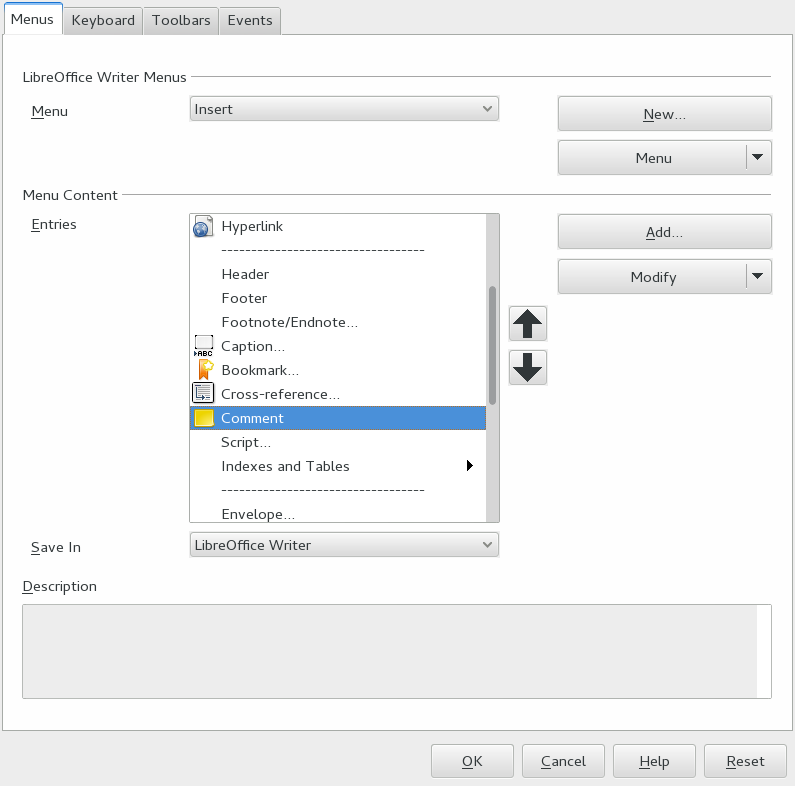 Menus Keyboard Toolbars Events
LibreOffice Writer Menus
Menu Insert New...
Menu
Menu Content
Entries Hyperlink Add...
----------------------------------
Header
Footer Modify
Footnote/Endnote...
ABC Caption...
Bookmark...
Cross-reference...
Comment
Script...
Indexes and Tables
----------------------------------
Envelope...
Save In LibreOffice Writer
Description
OK Cancel Help Reset